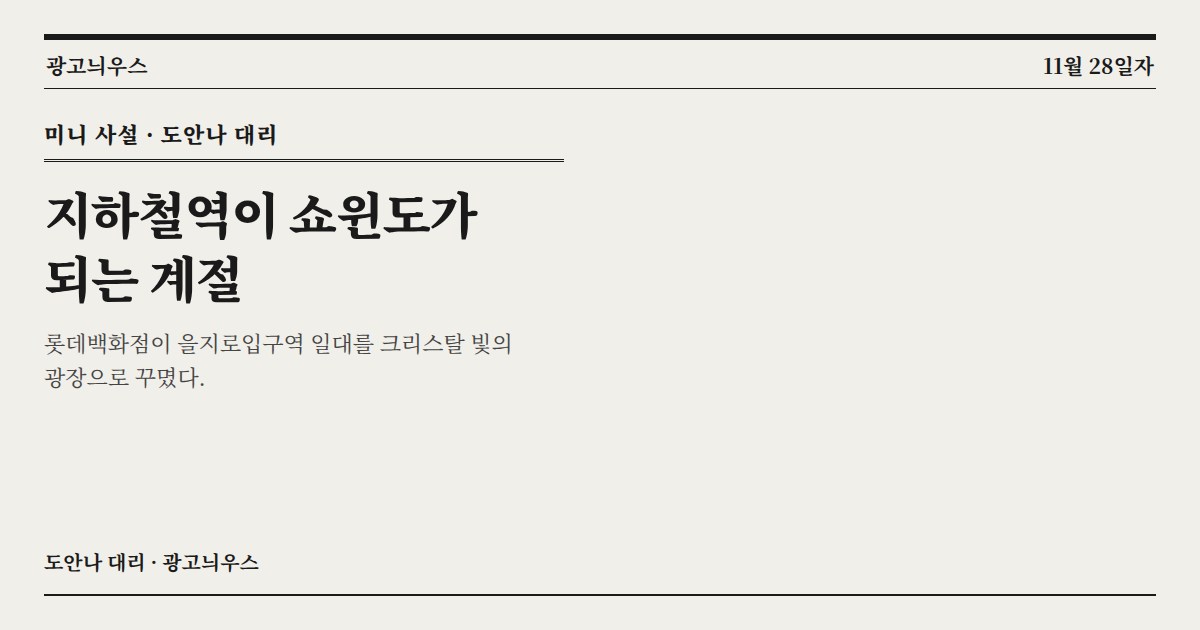 광고늬우스
11월 28일자
미니 사설 · 도안나 대리
지하철역이 쇼윈도가
되는 계절
롯데백화점이 을지로입구역 일대를 크리스탈 빛의
광장으로 꾸몄다.
도안나 대리 · 광고늬우스